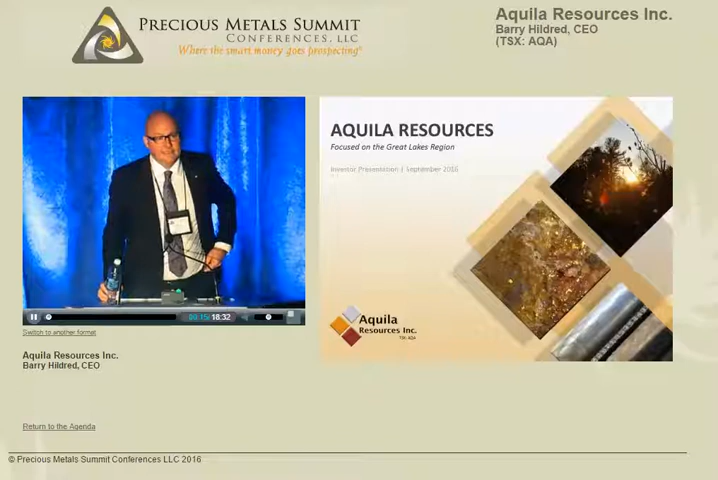 PRECIOUS METALS SUMMIT
CONFERENCES, LLC
Where the smart money goes prospecting®
Aquila Resources Inc.
Barry Hildred, CEO
(TSX: AQA)
AQUILA RESOURCES
Focused on the Great Lakes Region
Investor Presentation | September 2016
Aquila
Resources Inc.
TSX: AQA
00:15 18:32
Switch to another format
Aquila Resources Inc.
Barry Hildred, CEO
Return to the Agenda
© Precious Metals Summit Conferences LLC 2016